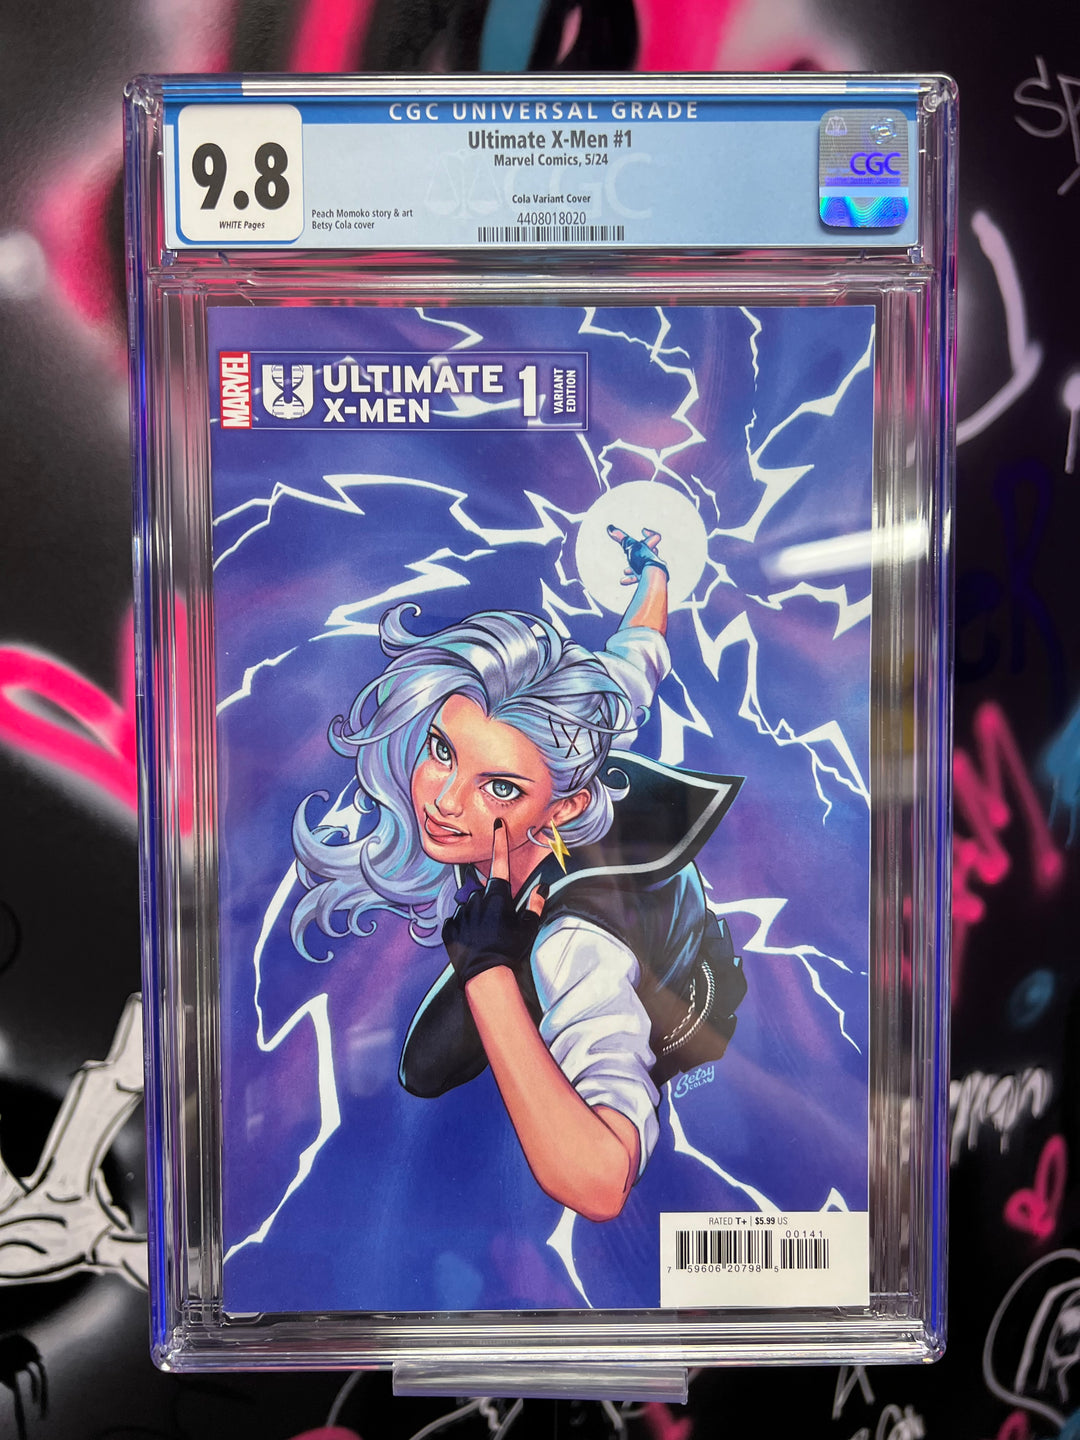 CGC UNIVERSAL GRADE
9.8
WHITE Pages
Ultimate X-Men #1
Marvel Comics, 5/24
Cola Variant Cover
Peach Momoko story & art
Betsy Cola cover
4408018020
CGC
CGC
MARVEL
ULTIMATE
X-MEN
1
VARIANT
EDITION
Betsy
COLA
RATED T+ | $5.99 US
00141
7 59606 20798 5